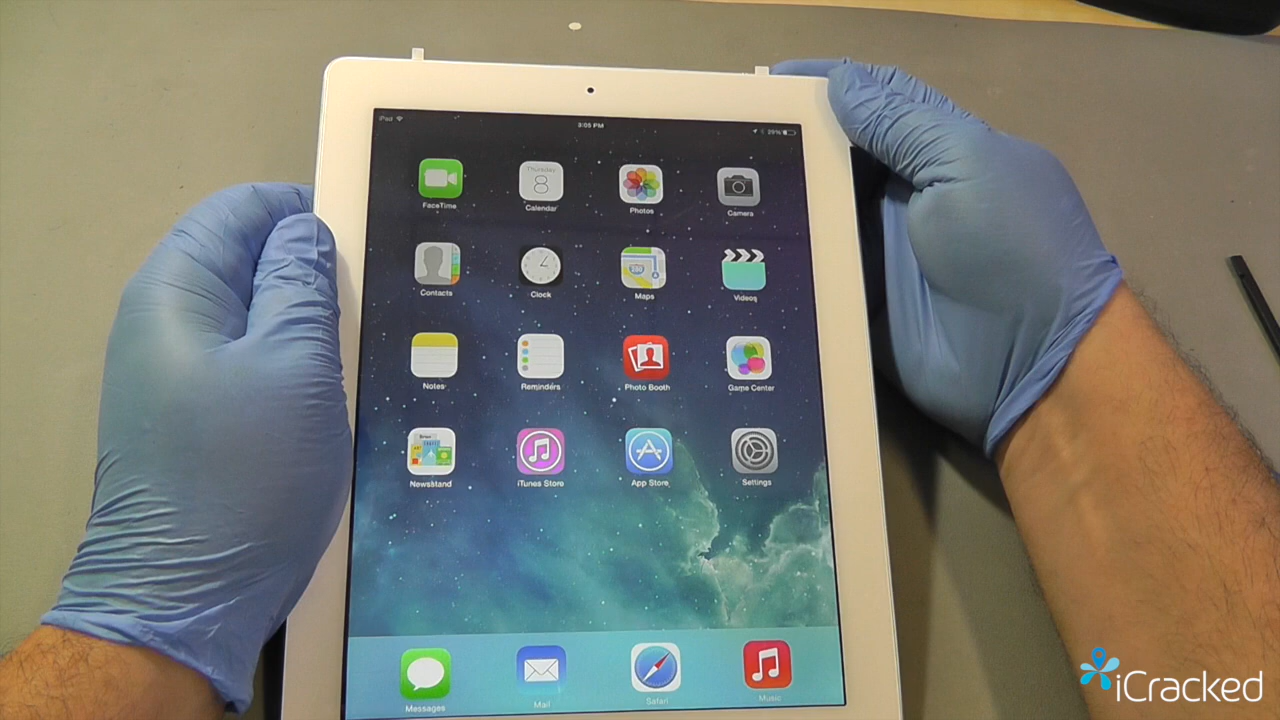 iPad 3:05 PM 29%
Thursday
8
FaceTime Calendar Photos Camera
280
Contacts Clock Maps Videos
Notes Reminders Photo Booth Game Center
Newsstand iTunes Store App Store Settings
Messages Mail Safari Music
iCracked